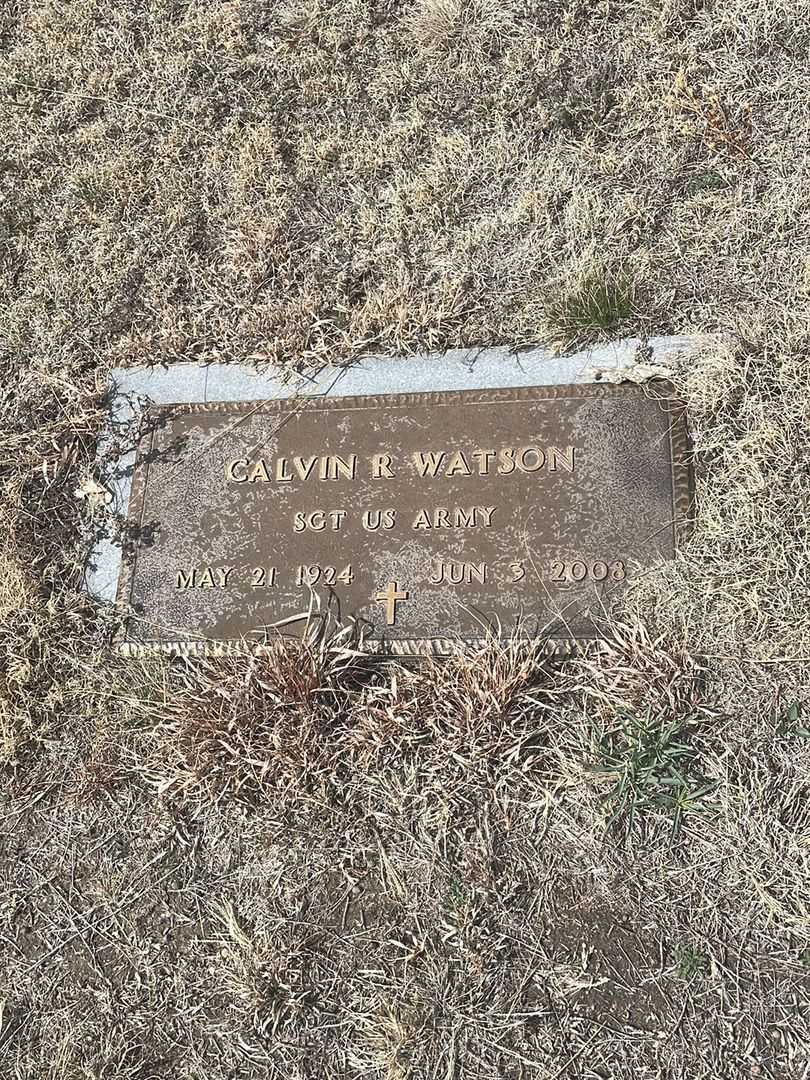 CALVIN R WATSON
SGT US ARMY
MAY 21 1924 JUN 3 2008